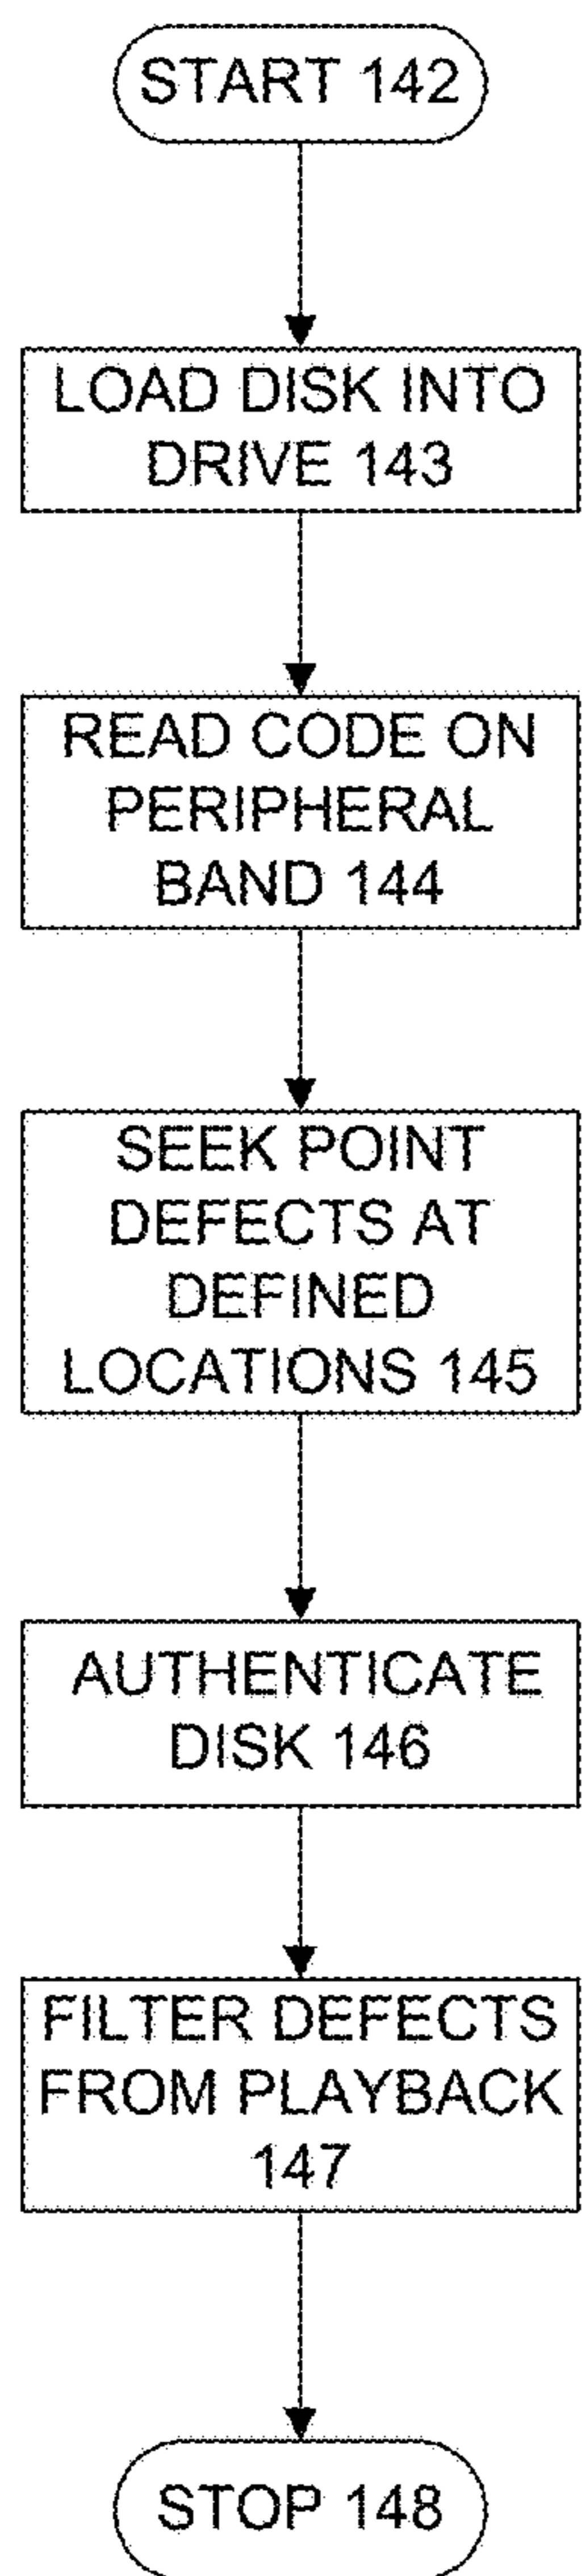 START 142
LOAD DISK INTO
DRIVE 143
READ CODE ON
PERIPHERAL
BAND 144
SEEK POINT
DEFECTS AT
DEFINED
LOCATIONS 145
AUTHENTICATE
DISK 146
FILTER DEFECTS
FROM PLAYBACK
147
STOP 148